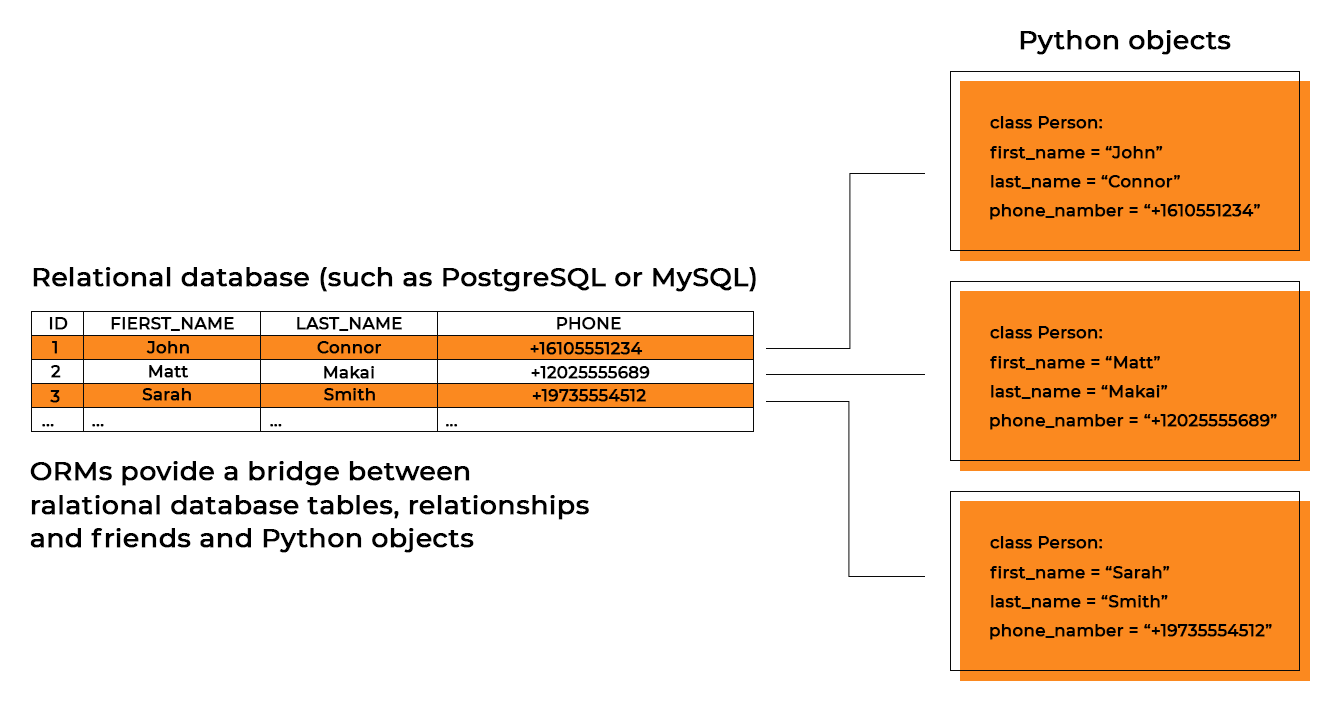 Python objects
class Person:
first_name = “John”
last_name = “Connor”
phone_namber = “+1610551234”
Relational database (such as PostgreSQL or MySQL)
ID FIERST_NAME LAST_NAME PHONE
1 John Connor +16105551234
2 Matt Makai +12025555689
3 Sarah Smith +19735554512
... ... ... ...
class Person:
first_name = “Matt”
last_name = “Makai”
phone_namber = “+12025555689”
ORMs povide a bridge between
ralational database tables, relationships
and friends and Python objects
class Person:
first_name = “Sarah”
last_name = “Smith”
phone_namber = “+19735554512”